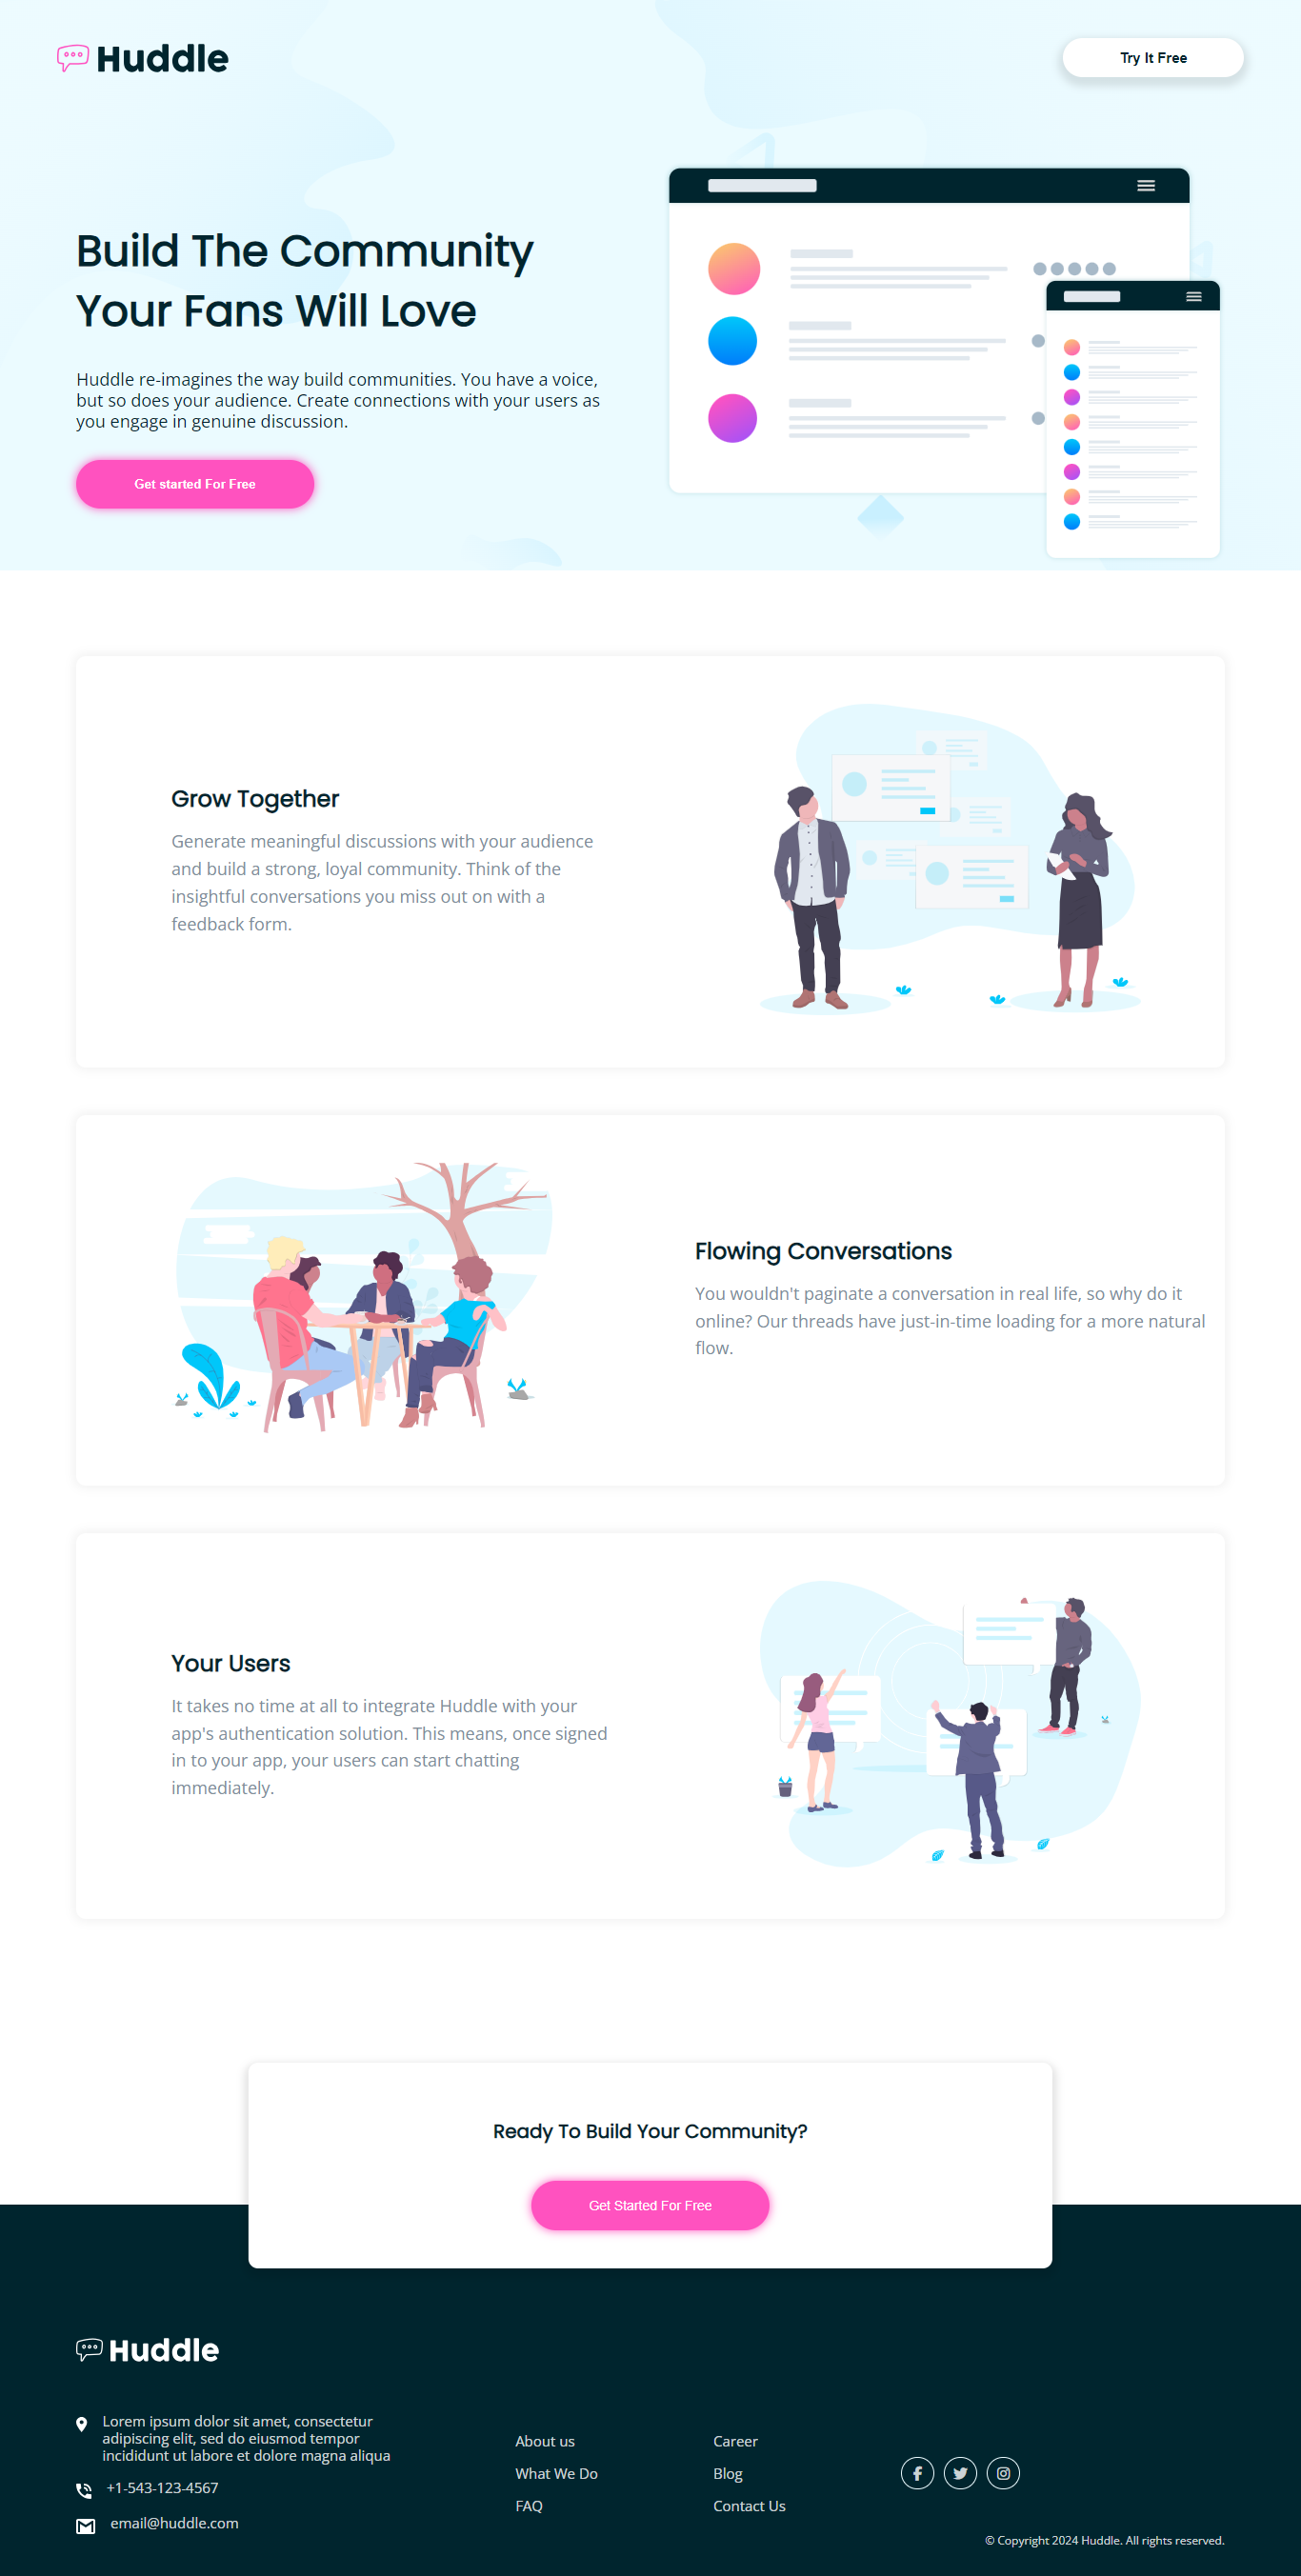 Huddle
Try It Free
Build The Community
Your Fans Will Love
Huddle re-imagines the way build communities. You have a voice,
but so does your audience. Create connections with your users as
you engage in genuine discussion.
Get started For Free
Grow Together
Generate meaningful discussions with your audience
and build a strong, loyal community. Think of the
insightful conversations you miss out on with a
feedback form.
Flowing Conversations
You wouldn't paginate a conversation in real life, so why do it
online? Our threads have just-in-time loading for a more natural
flow.
Your Users
It takes no time at all to integrate Huddle with your
app's authentication solution. This means, once signed
in to your app, your users can start chatting
immediately.
Ready To Build Your Community?
Get Started For Free
Huddle
Lorem ipsum dolor sit amet, consectetur
adipiscing elit, sed do eiusmod tempor
incididunt ut labore et dolore magna aliqua
+1-543-123-4567
email@huddle.com
About us
What We Do
FAQ
Career
Blog
Contact Us
© Copyright 2024 Huddle. All rights reserved.